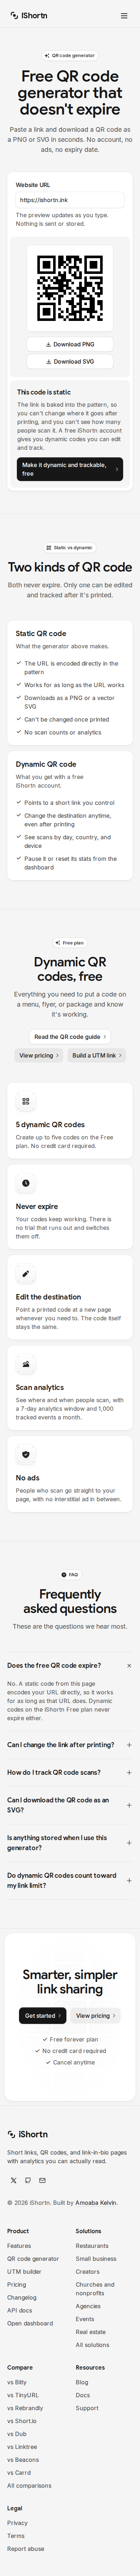 iShortn
QR code generator
Free QR code
generator that
doesn't expire
Paste a link and download a QR code as
a PNG or SVG in seconds. No account, no
ads, no expiry date.
Website URL
https://ishortn.ink
The preview updates as you type.
Nothing is sent or stored.
Download PNG
Download SVG
This code is static
The link is baked into the pattern, so
you can't change where it goes after
printing, and you can't see how many
people scan it. A free iShortn account
gives you dynamic codes you can edit
and track.
Make it dynamic and trackable,
free
Static vs dynamic
Two kinds of QR code
Both never expire. Only one can be edited
and tracked after it's printed.
Static QR code
What the generator above makes.
The URL is encoded directly in the
pattern
Works for as long as the URL works
Downloads as a PNG or a vector
SVG
Can't be changed once printed
No scan counts or analytics
Dynamic QR code
What you get with a free
iShortn account.
Points to a short link you control
Change the destination anytime,
even after printing
See scans by day, country, and
device
Pause it or reset its stats from the
dashboard
Free plan
Dynamic QR
codes, free
Everything you need to put a code on
a menu, flyer, or package and know
it's working.
Read the QR code guide
View pricing
Build a UTM link
5 dynamic QR codes
Create up to five codes on the Free
plan. No credit card required.
Never expire
Your codes keep working. There is
no trial that runs out and switches
them off.
Edit the destination
Point a printed code at a new page
whenever you need to. The code itself
stays the same.
Scan analytics
See where and when people scan, with
a 7-day analytics window and 1,000
tracked events a month.
No ads
People who scan go straight to your
page, with no interstitial ad in between.
FAQ
Frequently
asked questions
These are the questions we hear most.
Does the free QR code expire?
No. A static code from this page
encodes your URL directly, so it works
for as long as that URL does. Dynamic
codes on the iShortn Free plan never
expire either.
Can I change the link after printing?
How do I track QR code scans?
Can I download the QR code as an
SVG?
Is anything stored when I use this
generator?
Do dynamic QR codes count toward
my link limit?
Smarter, simpler
link sharing
Get started
View pricing
Free forever plan
No credit card required
Cancel anytime
iShortn
Short links, QR codes, and link-in-bio pages
with analytics you can actually read.
© 2026 iShortn. Built by Amoaba Kelvin.
Product
Features
QR code generator
UTM builder
Pricing
Changelog
API docs
Open dashboard
Solutions
Restaurants
Small business
Creators
Churches and
nonprofits
Agencies
Events
Real estate
All solutions
Compare
vs Bitly
vs TinyURL
vs Rebrandly
vs Short.io
vs Dub
vs Linktree
vs Beacons
vs Carrd
All comparisons
Resources
Blog
Docs
Support
Legal
Privacy
Terms
Report abuse